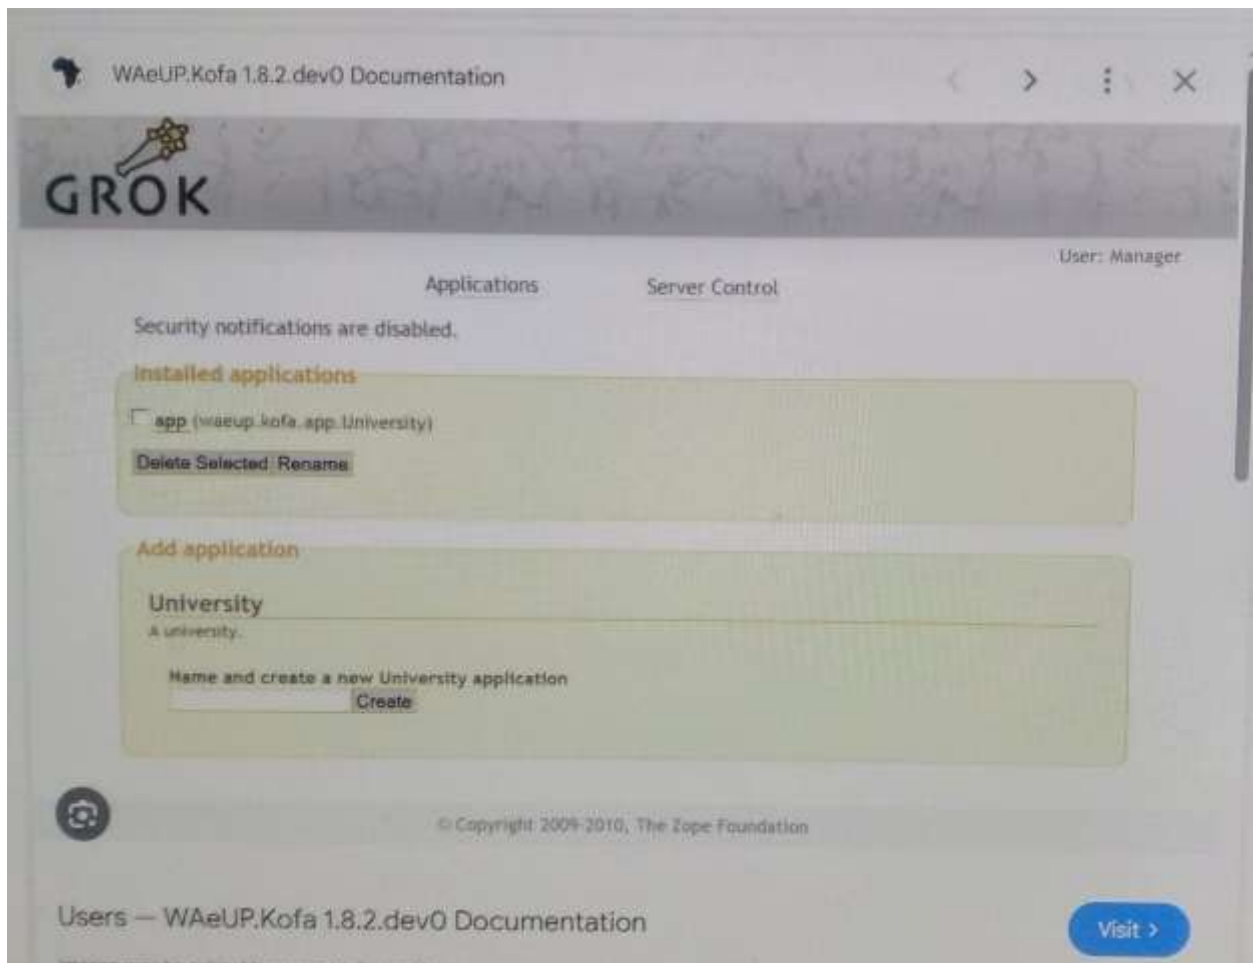 WAeUP.Kofa 1.8.2.dev0 Documentation
GROK
User: Manager
Applications Server Control
Security notifications are disabled.
Installed applications
app (waeup.kofa.app.University)
Delete Selected Rename
Add application
University
A university.
Name and create a new University application
Create
© Copyright 2009-2010, The Zope Foundation
Users — WAeUP.Kofa 1.8.2.dev0 Documentation
Visit >